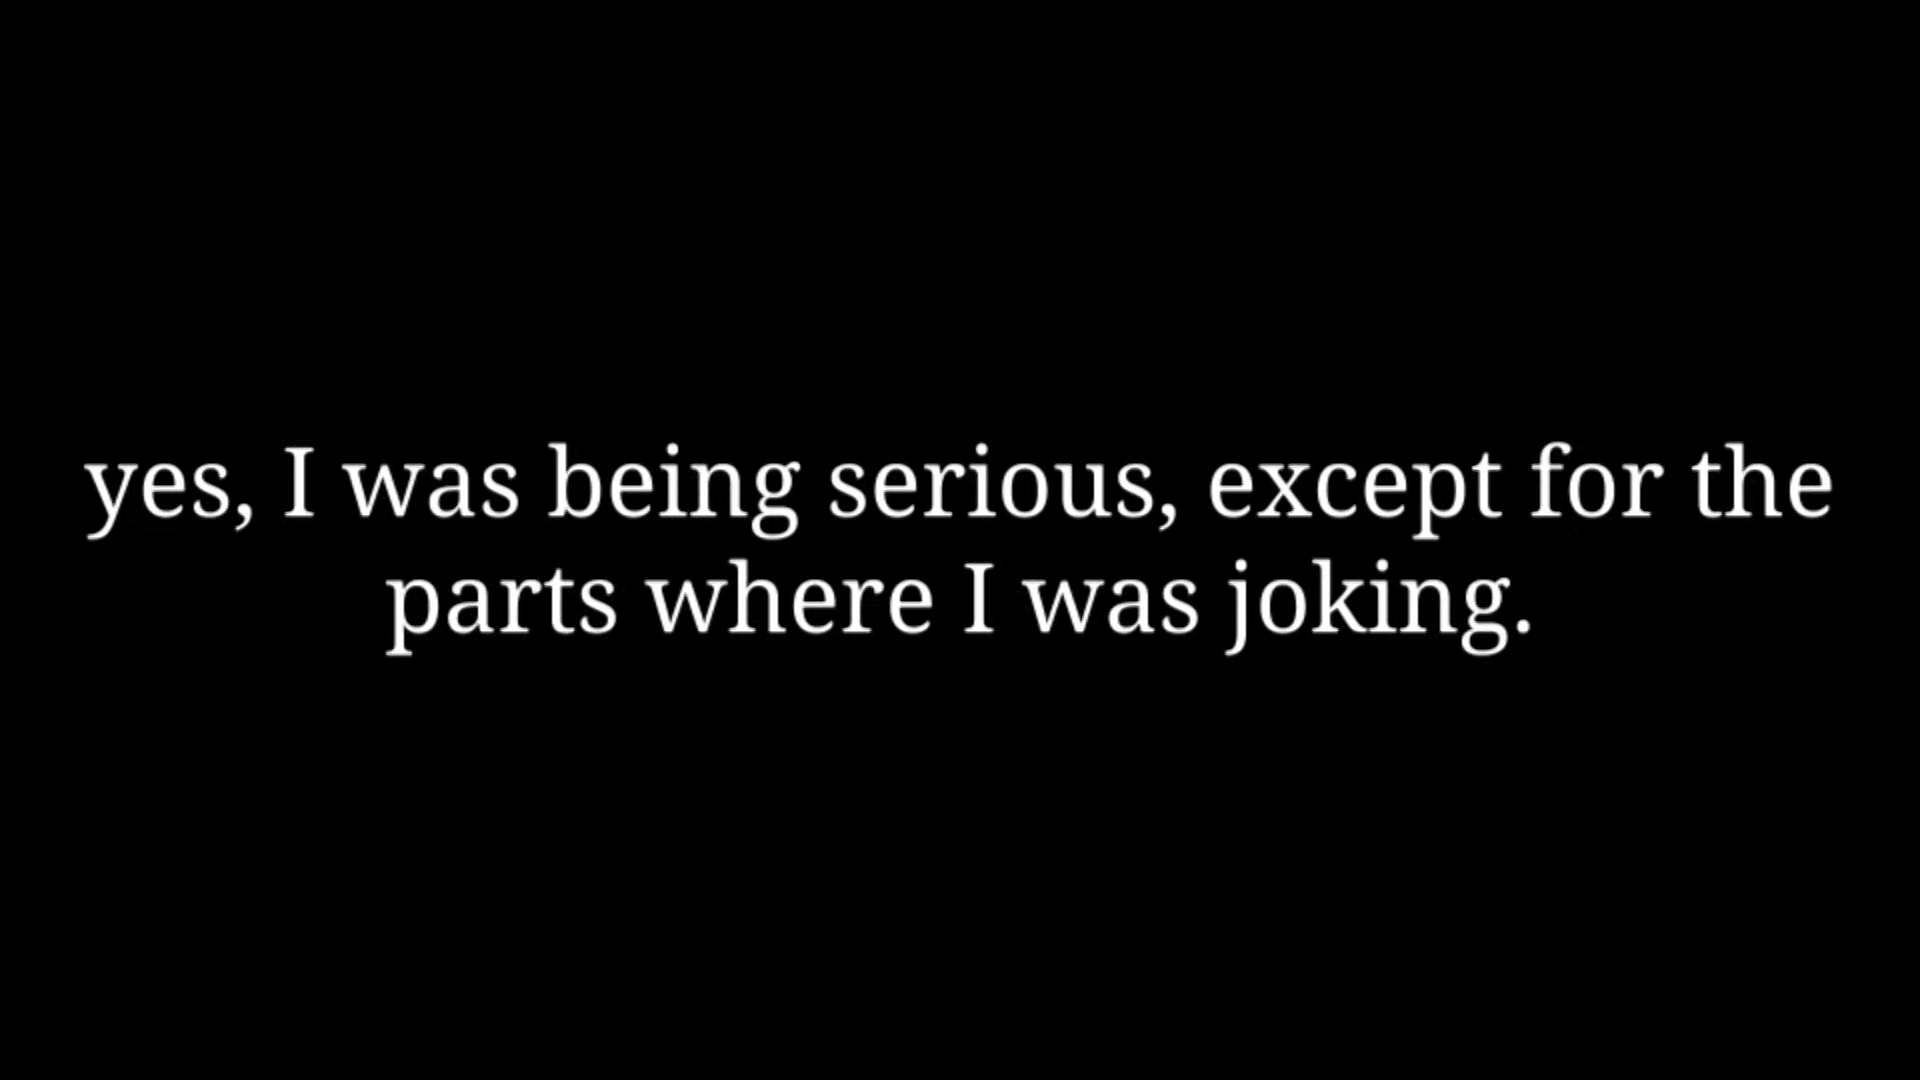 yes, I was being serious, except for the
parts where I was joking.